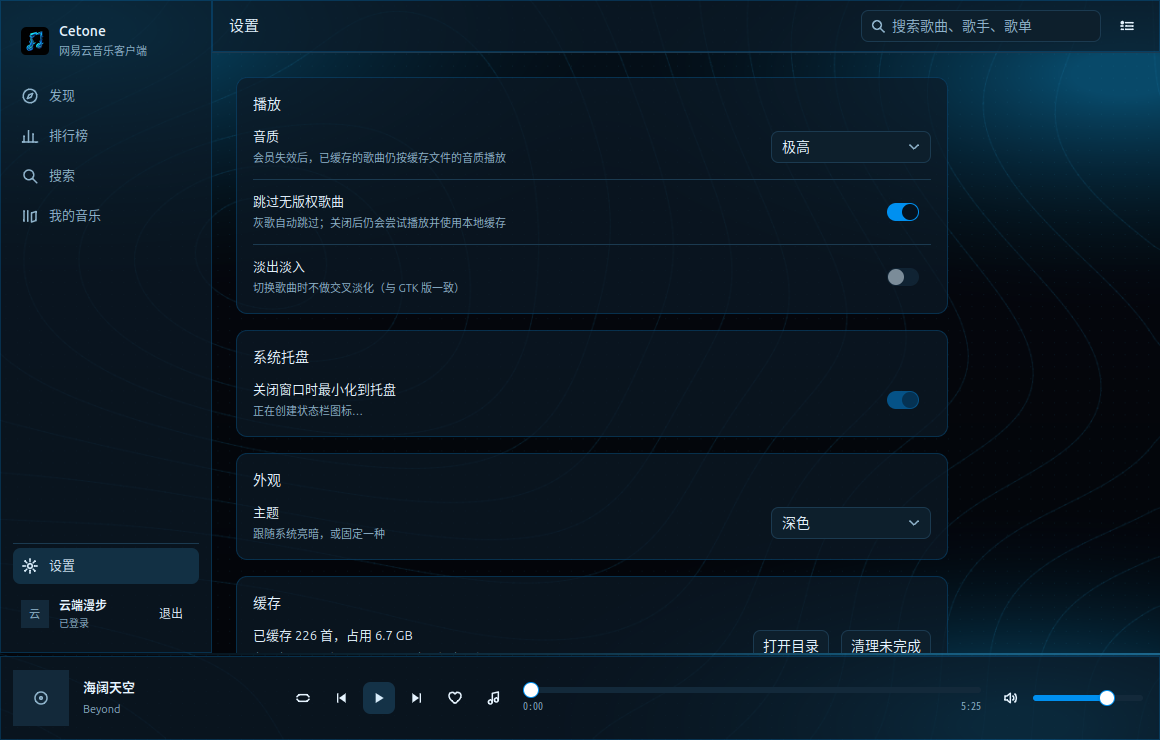 Cetone
网易云音乐客户端
发现
排行榜
搜索
我的音乐
设置
云
云端漫步
已登录
退出
设置
搜索歌曲、歌手、歌单
播放
音质
会员失效后，已缓存的歌曲仍按缓存文件的音质播放
极高
跳过无版权歌曲
灰歌自动跳过；关闭后仍会尝试播放并使用本地缓存
淡出淡入
切换歌曲时不做交叉淡化（与 GTK 版一致）
系统托盘
关闭窗口时最小化到托盘
正在创建状态栏图标…
外观
主题
跟随系统亮暗，或固定一种
深色
缓存
已缓存 226 首，占用 6.7 GB
打开目录
清理未完成
海阔天空
Beyond
0:00
5:25